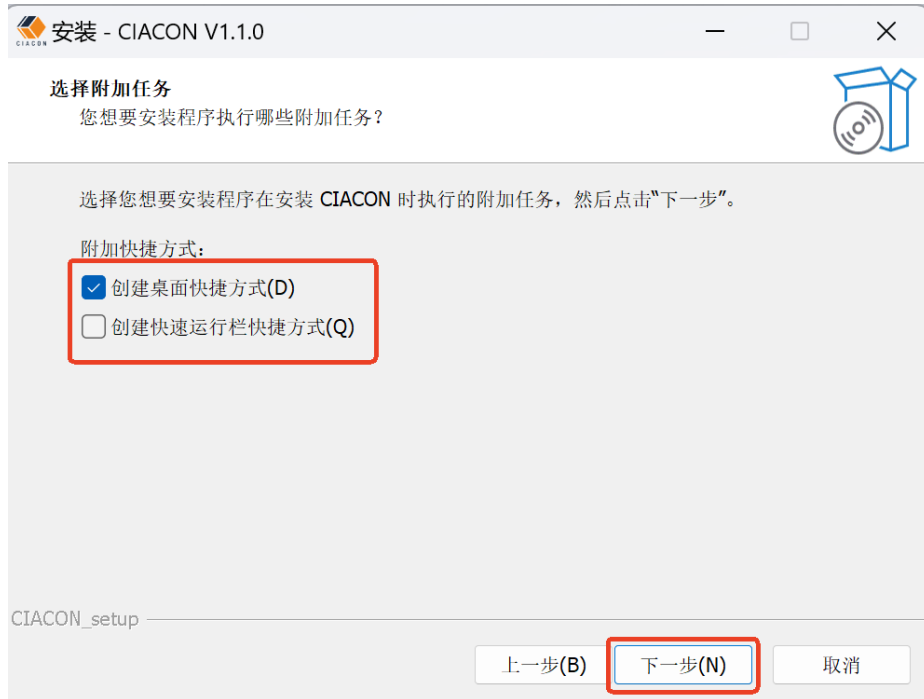 CIACON
安装 - CIACON V1.1.0
选择附加任务
您想要安装程序执行哪些附加任务？
选择您想要安装程序在安装 CIACON 时执行的附加任务，然后点击“下一步”。
附加快捷方式：
创建桌面快捷方式(D)
创建快速运行栏快捷方式(Q)
CIACON_setup
上一步(B)
下一步(N)
取消